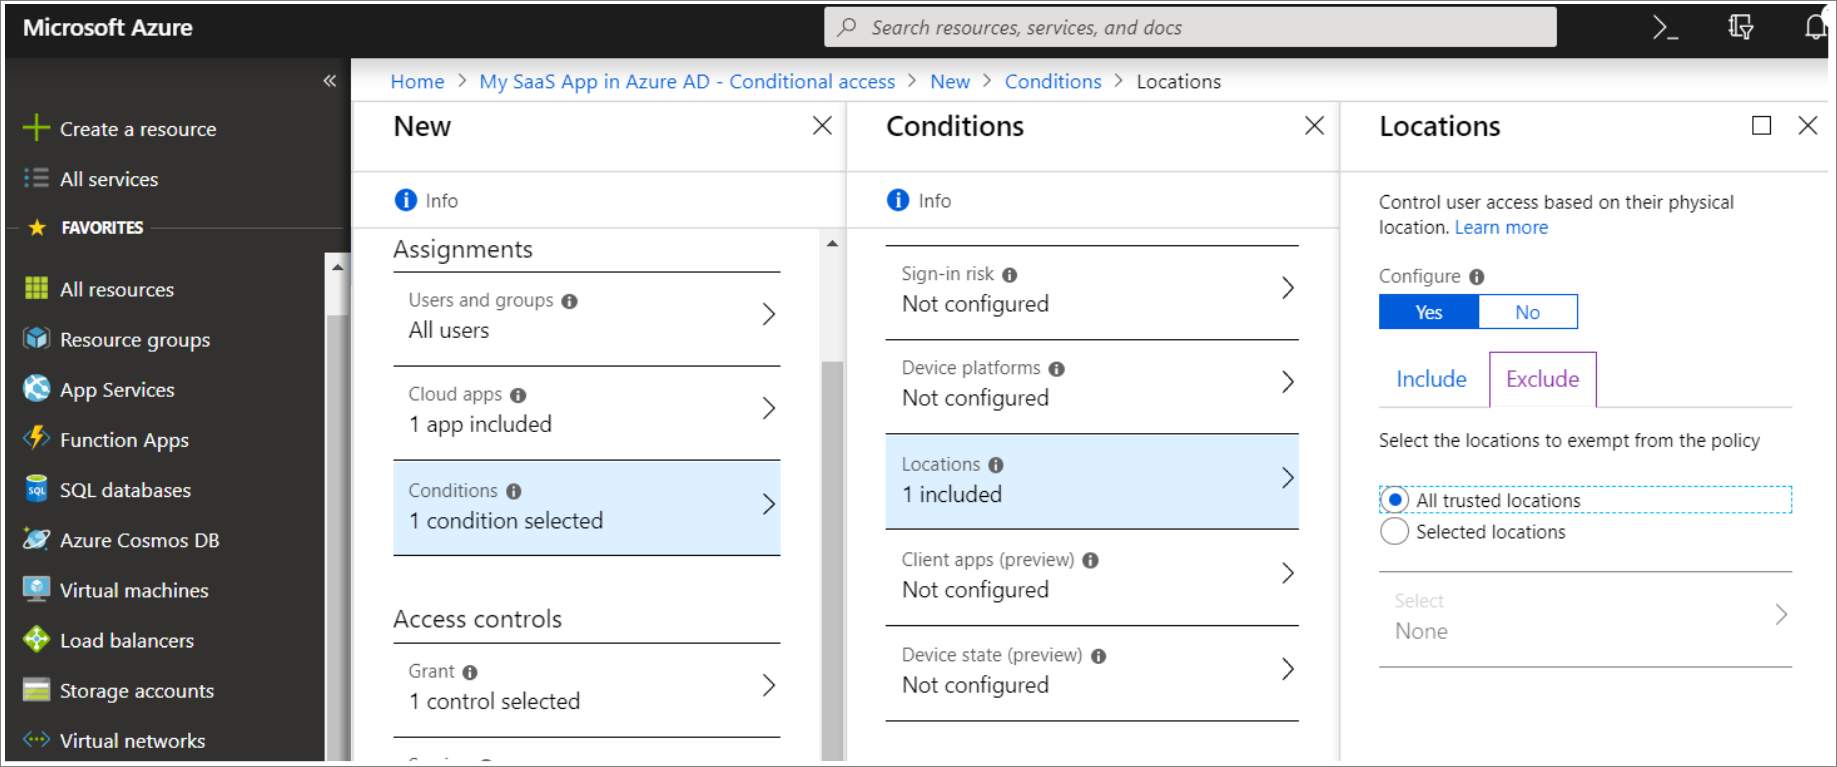 Microsoft Azure
Search resources, services, and docs
Create a resource
All services
FAVORITES
All resources
Resource groups
App Services
Function Apps
SQL databases
Azure Cosmos DB
Virtual machines
Load balancers
Storage accounts
Virtual networks
Home > My SaaS App in Azure AD - Conditional access > New > Conditions > Locations
New
Info
Assignments
Users and groups
All users
Cloud apps
1 app included
Conditions
1 condition selected
Access controls
Grant
1 control selected
Conditions
Info
Sign-in risk
Not configured
Device platforms
Not configured
Locations
1 included
Client apps (preview)
Not configured
Device state (preview)
Not configured
Locations
Control user access based on their physical
location. Learn more
Configure
Yes No
Include Exclude
Select the locations to exempt from the policy
All trusted locations
Selected locations
Select
None